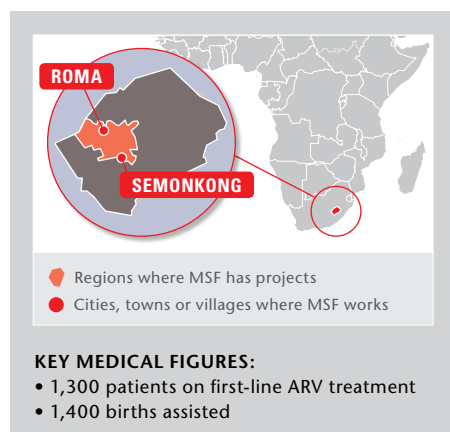 ROMA
SEMONKONG
Regions where MSF has projects
Cities, towns or villages where MSF works
KEY MEDICAL FIGURES:
• 1,300 patients on first-line ARV treatment
• 1,400 births assisted